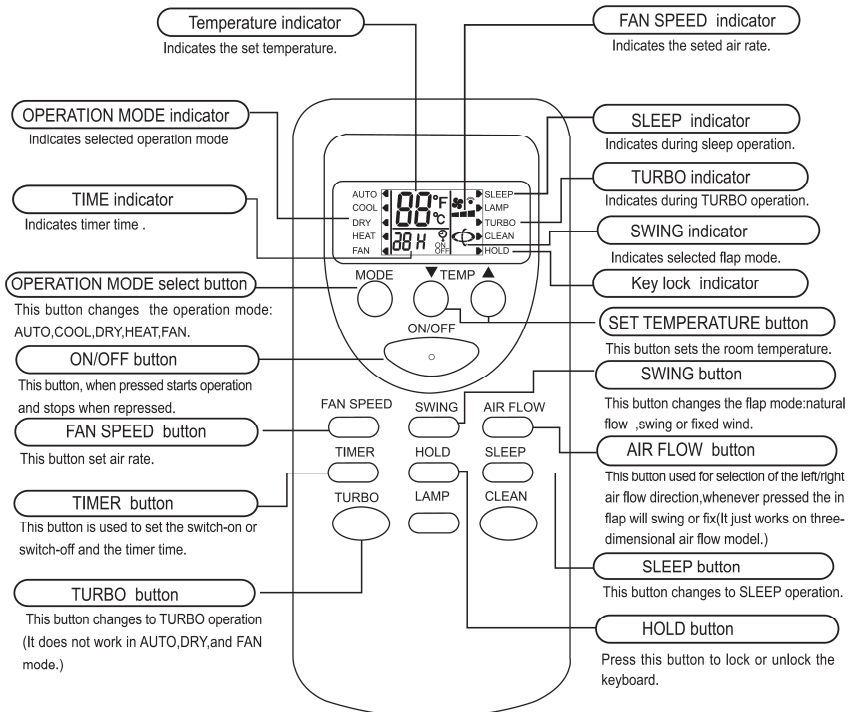 Temperature indicator
Indicates the set temperature.
FAN SPEED indicator
Indicates the seted air rate.
OPERATION MODE indicator
Indicates selected operation mode
SLEEP indicator
Indicates during sleep operation.
TIME indicator
Indicates timer time .
TURBO indicator
Indicates during TURBO operation.
SWING indicator
Indicates selected flap mode.
Key lock indicator
OPERATION MODE select button
This button changes the operation mode:
AUTO,COOL,DRY,HEAT,FAN.
SET TEMPERATURE button
This button sets the room temperature.
ON/OFF button
This button, when pressed starts operation
and stops when repressed.
SWING button
This button changes the flap mode:natural
flow ,swing or fixed wind.
FAN SPEED button
This button set air rate.
AIR FLOW button
This button used for selection of the left/right
air flow direction,whenever pressed the in
flap will swing or fix(It just works on three-
dimensional air flow model.)
TIMER button
This button is used to set the switch-on or
switch-off and the timer time.
SLEEP button
This button changes to SLEEP operation.
TURBO button
This button changes to TURBO operation
(It does not work in AUTO,DRY,and FAN
mode.)
HOLD button
Press this button to lock or unlock the
keyboard.
AUTO
COOL
DRY
HEAT
FAN
88 °F
°C
88 H ON
OFF
SLEEP
LAMP
TURBO
CLEAN
HOLD
MODE ▼ TEMP ▲
ON/OFF
FAN SPEED SWING AIR FLOW
TIMER HOLD SLEEP
TURBO LAMP CLEAN